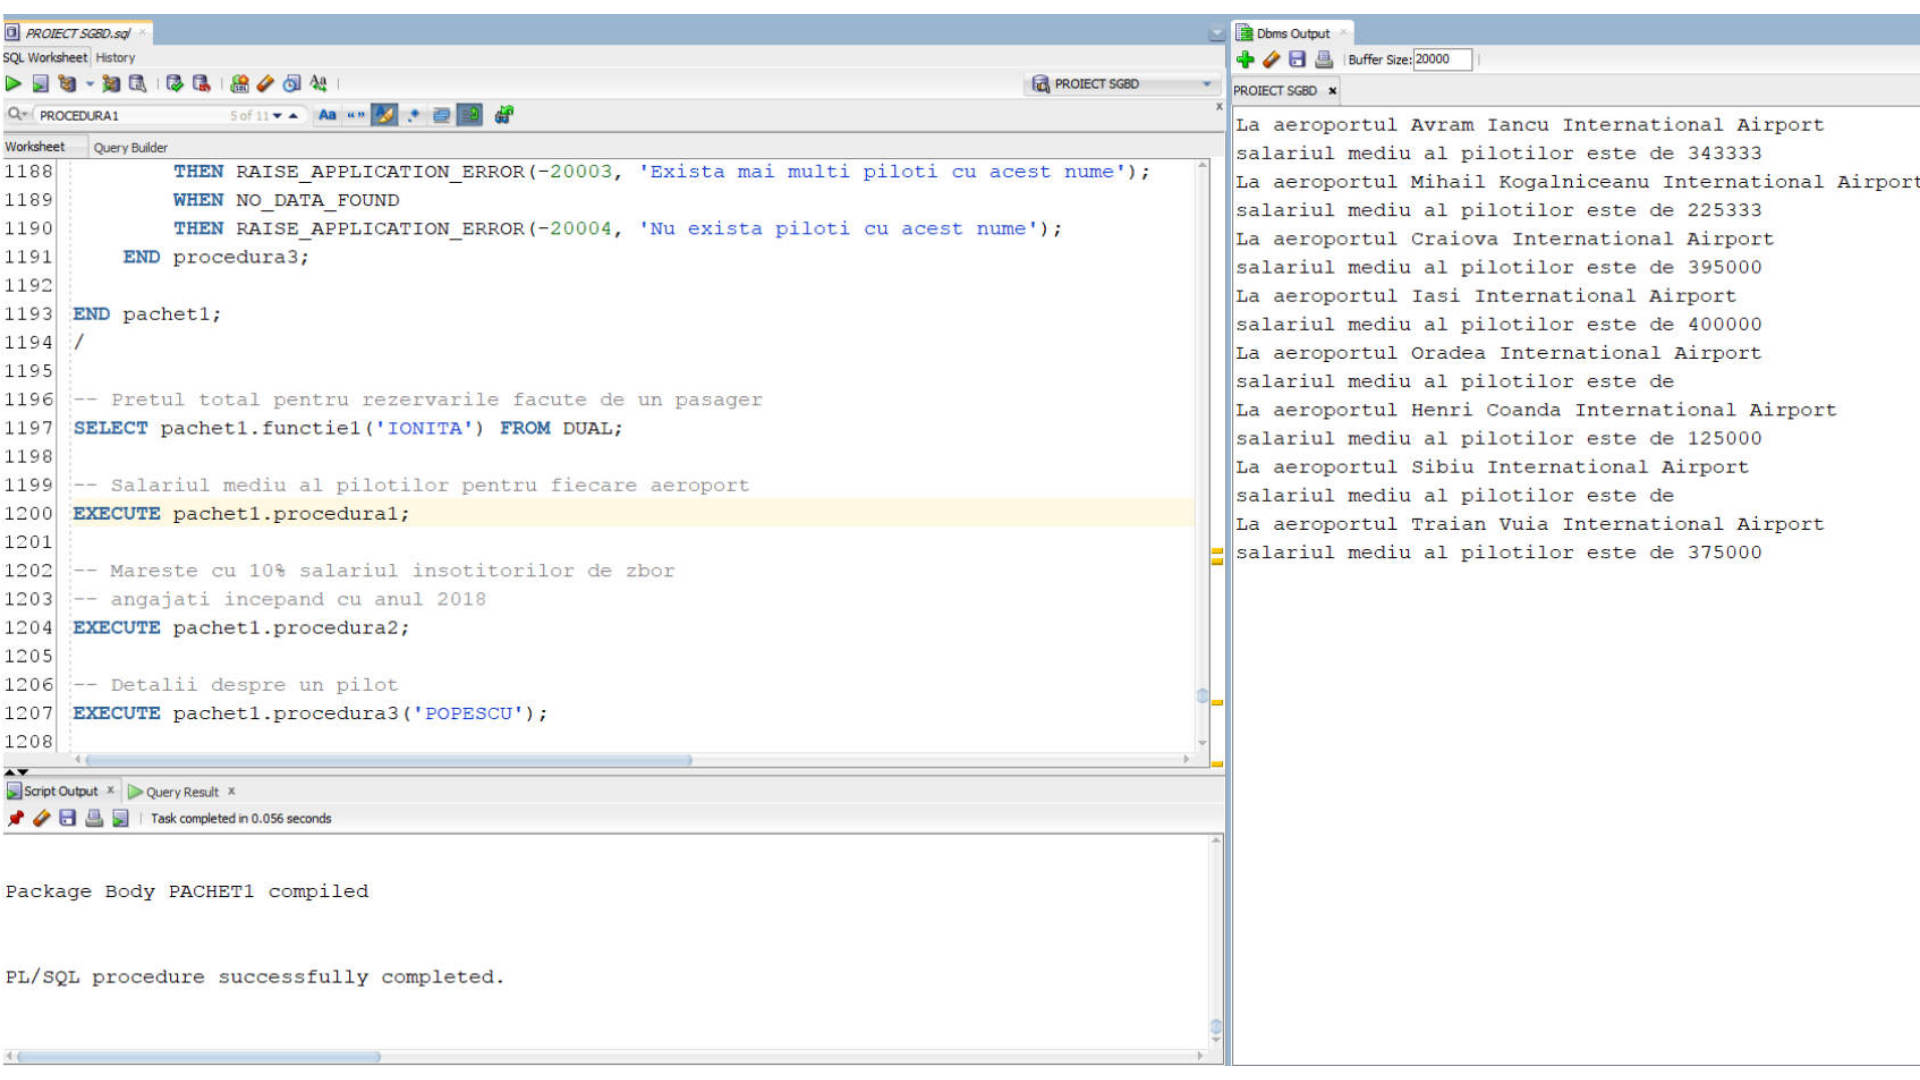 PROIECT SGBD.sql
SQL Worksheet History
PROIECT SGBD
PROCEDURA1 5 of 11 Aa “”
Worksheet Query Builder
1188 THEN RAISE_APPLICATION_ERROR(-20003, 'Exista mai multi piloti cu acest nume');
1189 WHEN NO_DATA_FOUND
1190 THEN RAISE_APPLICATION_ERROR(-20004, 'Nu exista piloti cu acest nume');
1191 END procedura3;
1192
1193 END pachet1;
1194 /
1195
1196 -- Pretul total pentru rezervarile facute de un pasager
1197 SELECT pachet1.functie1('IONITA') FROM DUAL;
1198
1199 -- Salariul mediu al pilotilor pentru fiecare aeroport
1200 EXECUTE pachet1.procedura1;
1201
1202 -- Mareste cu 10% salariul insotitorilor de zbor
1203 -- angajati incepand cu anul 2018
1204 EXECUTE pachet1.procedura2;
1205
1206 -- Detalii despre un pilot
1207 EXECUTE pachet1.procedura3('POPESCU');
1208
Script Output x Query Result x
Task completed in 0.056 seconds
Package Body PACHET1 compiled
PL/SQL procedure successfully completed.
Dbms Output
Buffer Size: 20000
PROIECT SGBD x
La aeroportul Avram Iancu International Airport
salariul mediu al pilotilor este de 343333
La aeroportul Mihail Kogalniceanu International Airport
salariul mediu al pilotilor este de 225333
La aeroportul Craiova International Airport
salariul mediu al pilotilor este de 395000
La aeroportul Iasi International Airport
salariul mediu al pilotilor este de 400000
La aeroportul Oradea International Airport
salariul mediu al pilotilor este de
La aeroportul Henri Coanda International Airport
salariul mediu al pilotilor este de 125000
La aeroportul Sibiu International Airport
salariul mediu al pilotilor este de
La aeroportul Traian Vuia International Airport
salariul mediu al pilotilor este de 375000